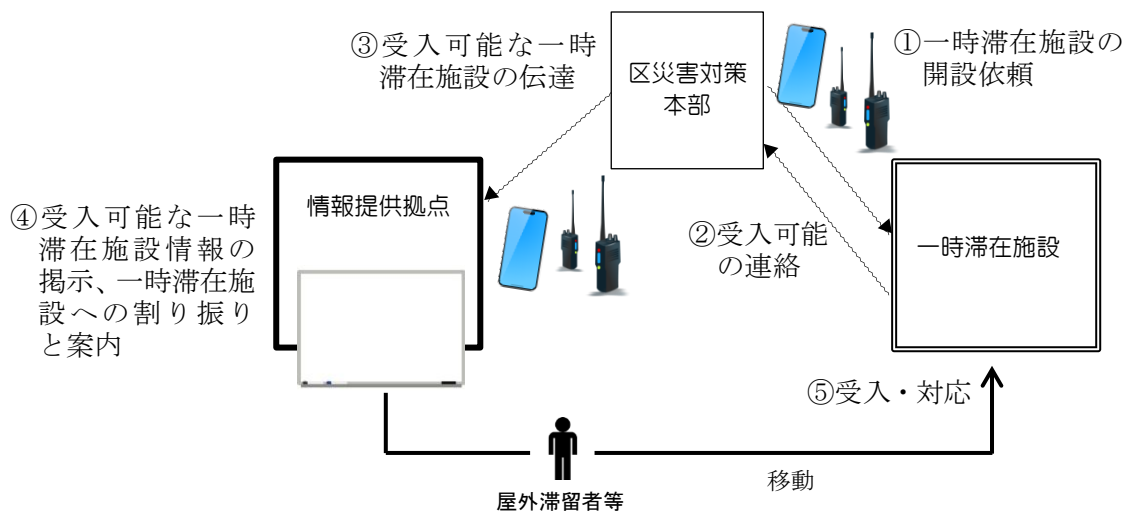 ③受入可能な一時
滞在施設の伝達
区災害対策
本部
①一時滞在施設の
開設依頼
④受入可能な一時
滞在施設情報の
掲示、一時滞在施
設への割り振り
と案内
情報提供拠点
②受入可能
の連絡
一時滞在施設
⑤受入・対応
移動
屋外滞留者等